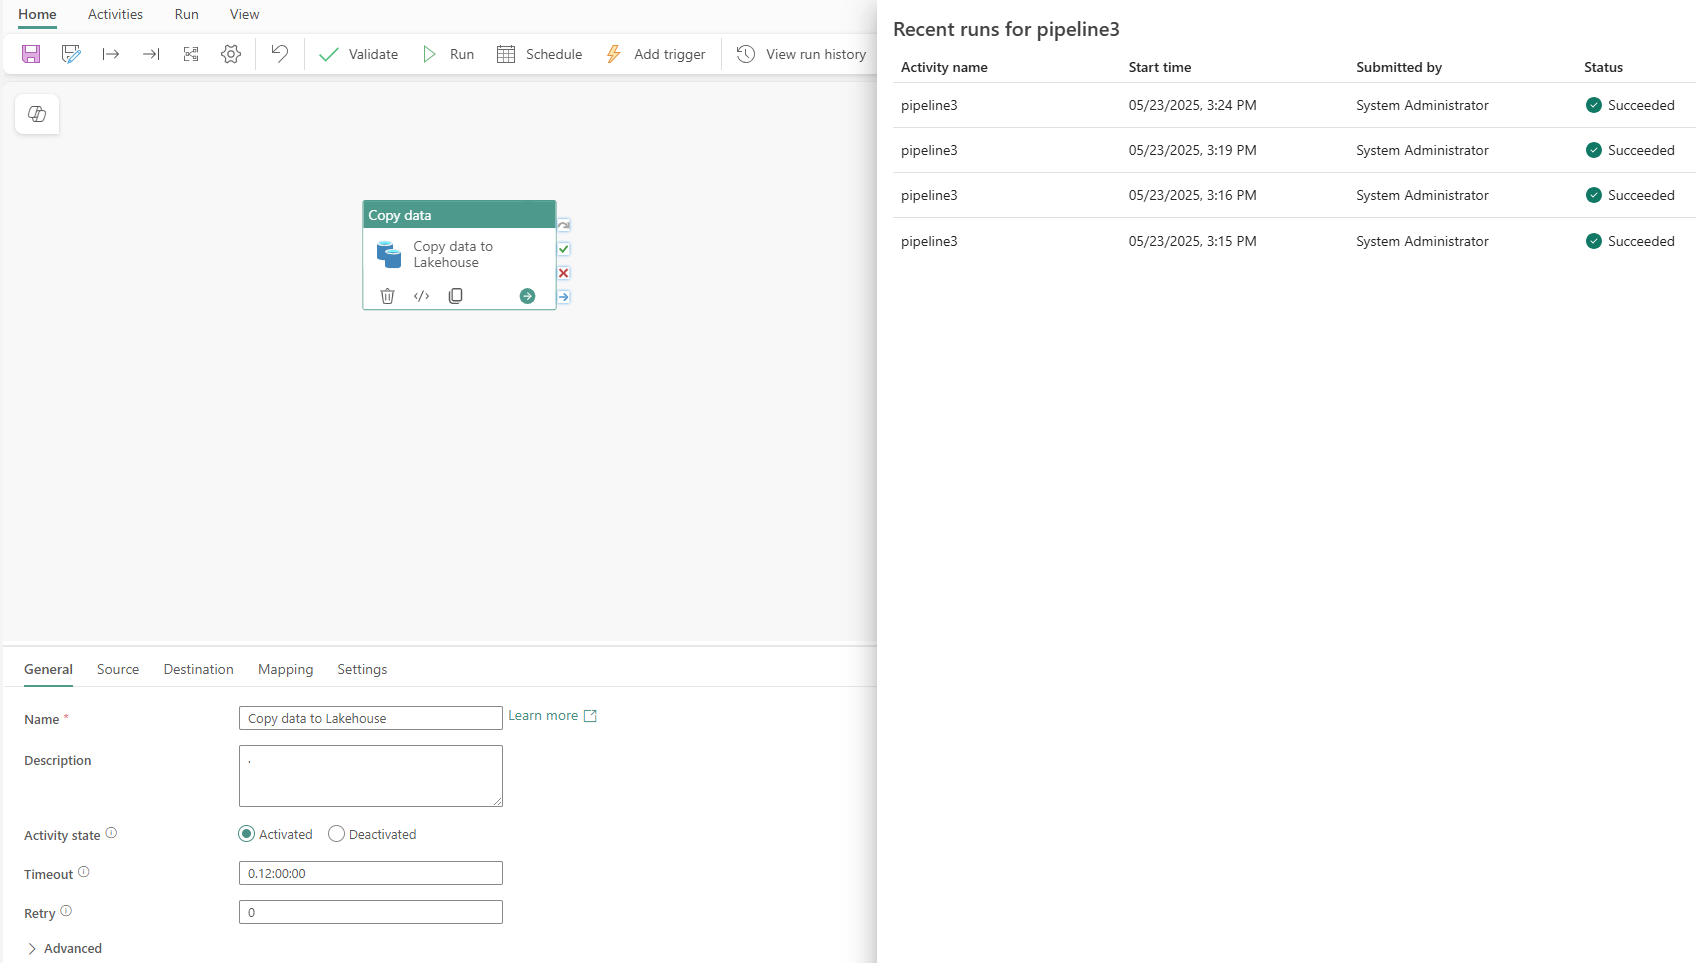 Home Activities Run View
Validate Run Schedule Add trigger View run history
Copy data
Copy data to
Lakehouse
General Source Destination Mapping Settings
Name *
Copy data to Lakehouse
Learn more
Description
.
Activity state
Activated Deactivated
Timeout
0.12:00:00
Retry
0
Advanced
Recent runs for pipeline3
Activity name Start time Submitted by Status
pipeline3 05/23/2025, 3:24 PM System Administrator Succeeded
pipeline3 05/23/2025, 3:19 PM System Administrator Succeeded
pipeline3 05/23/2025, 3:16 PM System Administrator Succeeded
pipeline3 05/23/2025, 3:15 PM System Administrator Succeeded